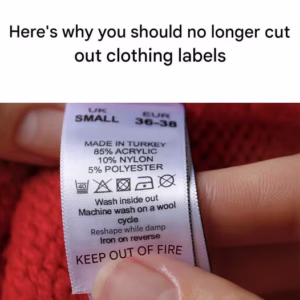 Here's why you should no longer cut
out clothing labels
UK EUR
SMALL 36-38
MADE IN TURKEY
85% ACRYLIC
10% NYLON
5% POLYESTER
Wash inside out
Machine wash on a wool
cycle
Reshape while damp
Iron on reverse
KEEP OUT OF FIRE